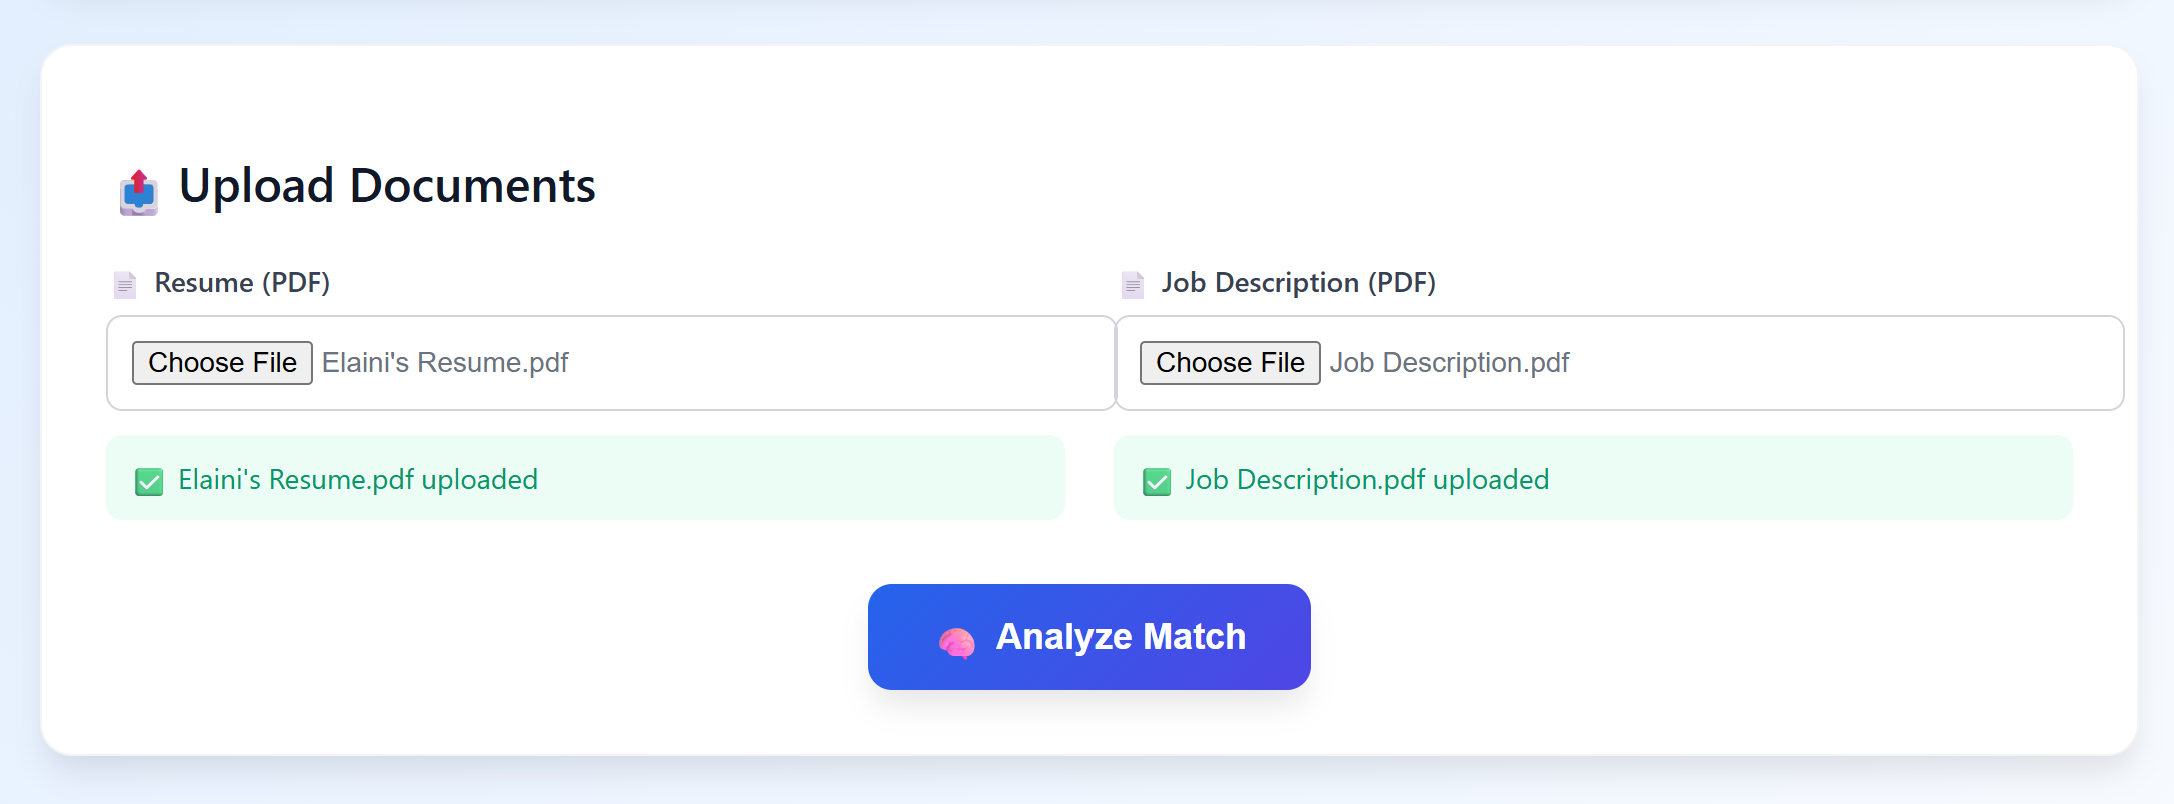 Upload Documents
Resume (PDF)
Choose File Elaini's Resume.pdf
Elaini's Resume.pdf uploaded
Job Description (PDF)
Choose File Job Description.pdf
Job Description.pdf uploaded
Analyze Match